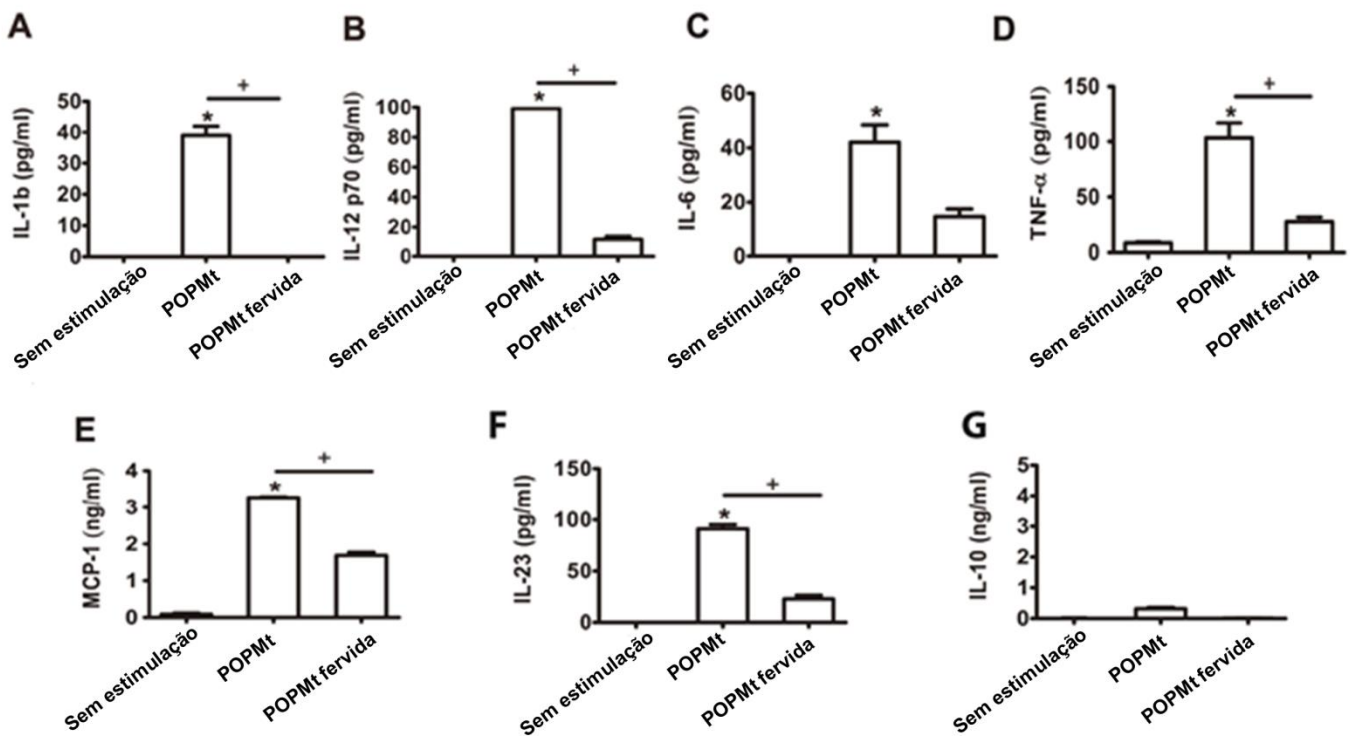 A
IL-1b (pg/ml)
50
40
30
20
10
0
+
*
Sem estimulação
POPMt
POPMt fervida
B
IL-12 p70 (pg/ml)
100
80
60
40
20
0
+
*
Sem estimulação
POPMt
POPMt fervida
C
IL-6 (pg/ml)
60
40
20
0
*
Sem estimulação
POPMt
POPMt fervida
D
TNF-α (pg/ml)
150
100
50
0
+
*
Sem estimulação
POPMt
POPMt fervida
E
MCP-1 (ng/ml)
4
3
2
1
0
+
*
Sem estimulação
POPMt
POPMt fervida
F
IL-23 (pg/ml)
150
100
50
0
+
*
Sem estimulação
POPMt
POPMt fervida
G
IL-10 (ng/ml)
5
4
3
2
1
0
Sem estimulação
POPMt
POPMt fervida